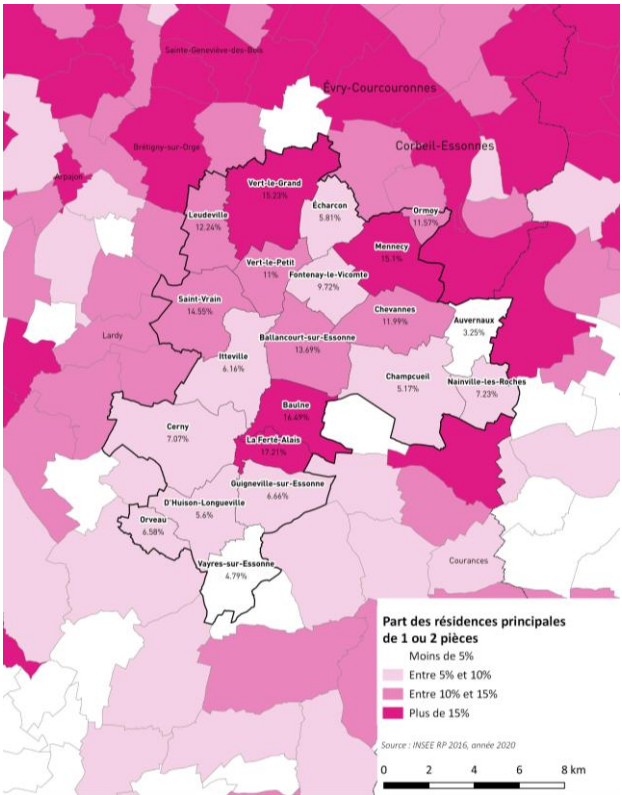 Sainte-Geneviève-des-Bois
Évry-Courcouronnes
Brétigny-sur-Orge
Corbeil-Essonnes
Arpajon
Vert-le-Grand
15.23%
Écharcon
5.81%
Leudeville
12.24%
Ormoy
11.57%
Mennecy
15.1%
Vert-le-Petit
11%
Fontenay-le-Vicomte
9.72%
Saint-Vrain
14.55%
Chevannes
11.99%
Auvernaux
3.25%
Lardy
Ballancourt-sur-Essonne
13.69%
Itteville
6.16%
Champcueil
5.17%
Nainville-les-Roches
7.23%
Baulne
16.69%
Cerny
7.07%
La Ferté-Alais
17.21%
Guigneville-sur-Essonne
6.66%
D'Huison-Longueville
5.6%
Orveau
6.58%
Vayres-sur-Essonne
4.79%
Courances
Part des résidences principales
de 1 ou 2 pièces
Moins de 5%
Entre 5% et 10%
Entre 10% et 15%
Plus de 15%
Source : INSEE RP 2016, année 2020
0 2 4 6 8 km